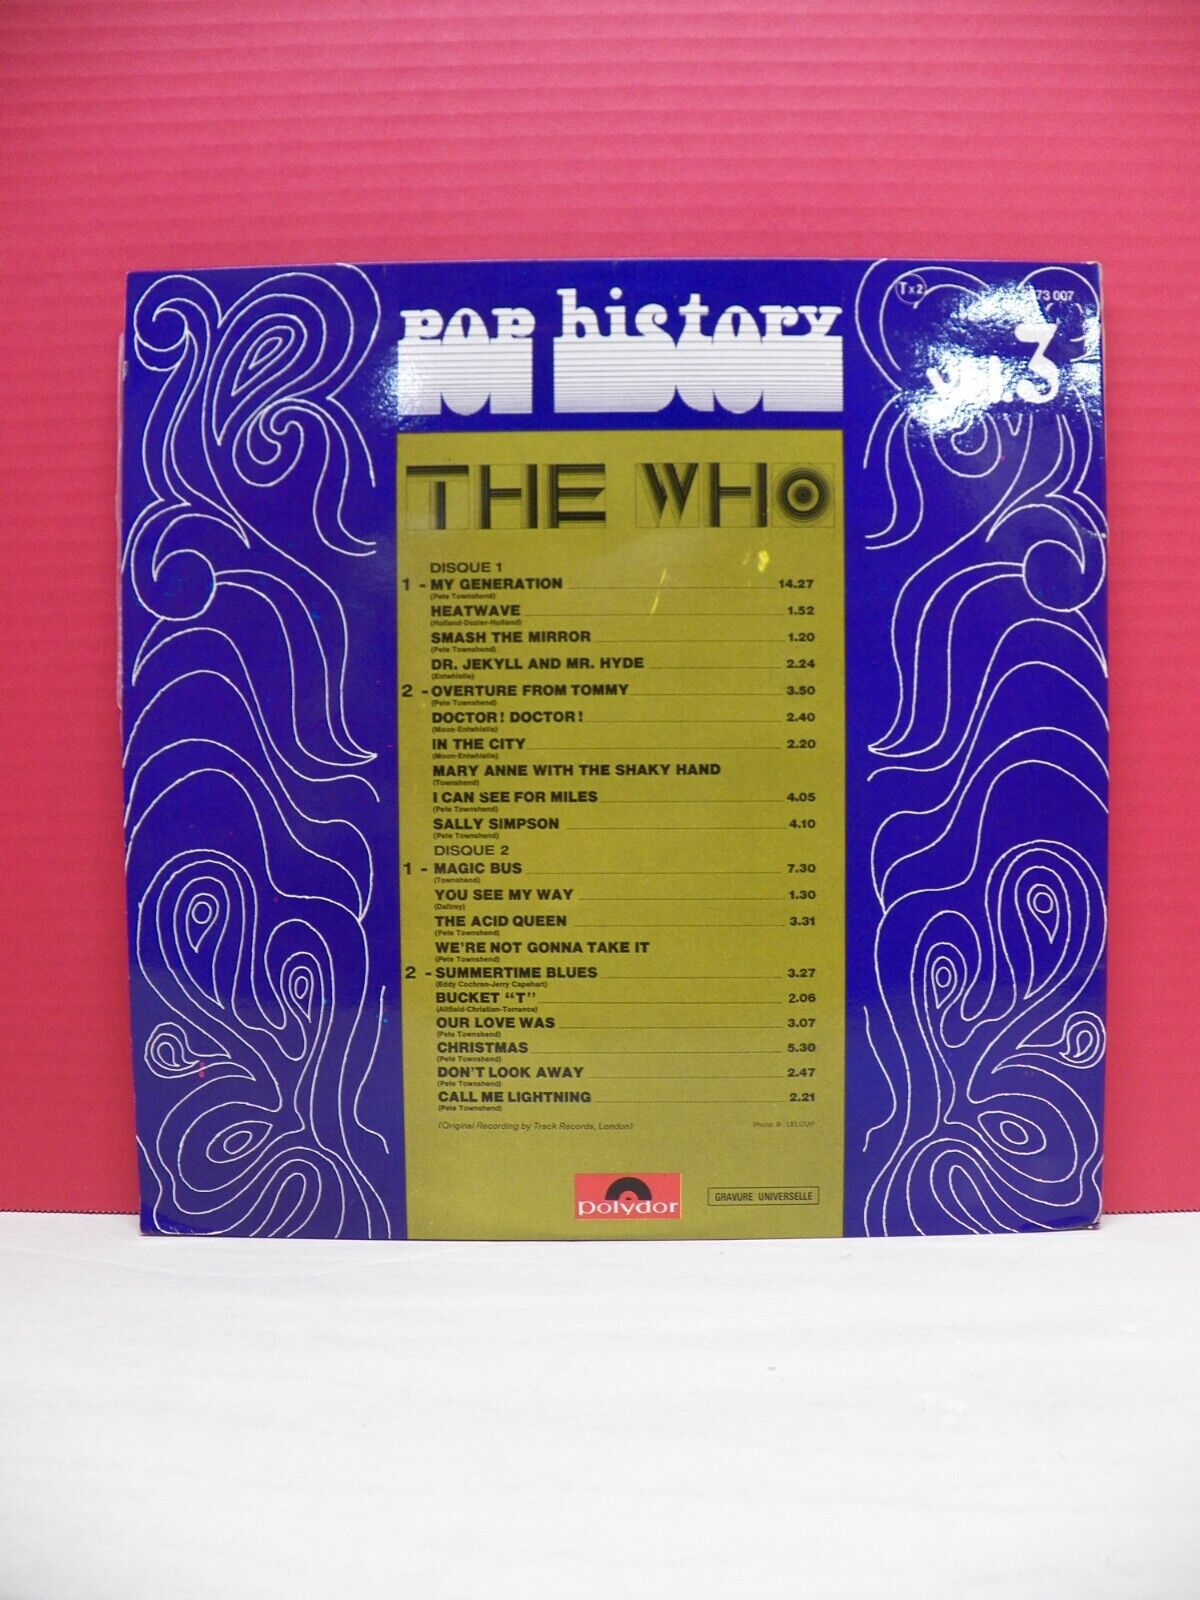 T x 2
73 007
pop history
vol. 3
THE WHO
DISQUE 1
1 - MY GENERATION 14.27
(Pete Townshend)
HEATWAVE 1.52
(Holland-Dozier-Holland)
SMASH THE MIRROR 1.20
(Pete Townshend)
DR. JEKYLL AND MR. HYDE 2.24
(Entwhistle)
2 - OVERTURE FROM TOMMY 3.50
(Pete Townshend)
DOCTOR! DOCTOR! 2.40
(Moon-Entwhistle)
IN THE CITY 2.20
(Moon-Entwhistle)
MARY ANNE WITH THE SHAKY HAND
(Townshend)
I CAN SEE FOR MILES 4.05
(Pete Townshend)
SALLY SIMPSON 4.10
(Pete Townshend)
DISQUE 2
1 - MAGIC BUS 7.30
(Townshend)
YOU SEE MY WAY 1.30
(Daltrey)
THE ACID QUEEN 3.31
(Pete Townshend)
WE'RE NOT GONNA TAKE IT
(Pete Townshend)
2 - SUMMERTIME BLUES 3.27
(Eddy Cochran-Jerry Capehart)
BUCKET "T" 2.06
(Altfield-Christian-Torrence)
OUR LOVE WAS 3.07
(Pete Townshend)
CHRISTMAS 5.30
(Pete Townshend)
DON'T LOOK AWAY 2.47
(Pete Townshend)
CALL ME LIGHTNING 2.21
(Pete Townshend)
(Original Recording by Track Records, London)
Photo B. LELOUP
polydor
GRAVURE UNIVERSELLE